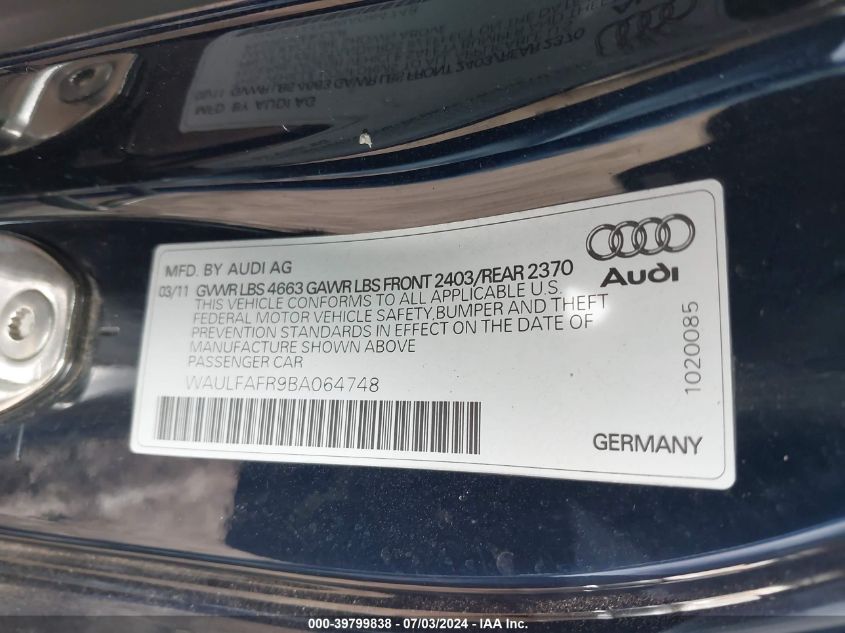 MFD. BY AUDI AG
03/11 GVWR LBS 4663 GAWR LBS FRONT 2403/REAR 2370
THIS VEHICLE CONFORMS TO ALL APPLICABLE U.S.
FEDERAL MOTOR VEHICLE SAFETY,BUMPER AND THEFT
PREVENTION STANDARDS IN EFFECT ON THE DATE OF
MANUFACTURE SHOWN ABOVE
PASSENGER CAR
WAULFAFR9BA064748
Audi
1020085
GERMANY
000-39799838 - 07/03/2024 - IAA Inc.